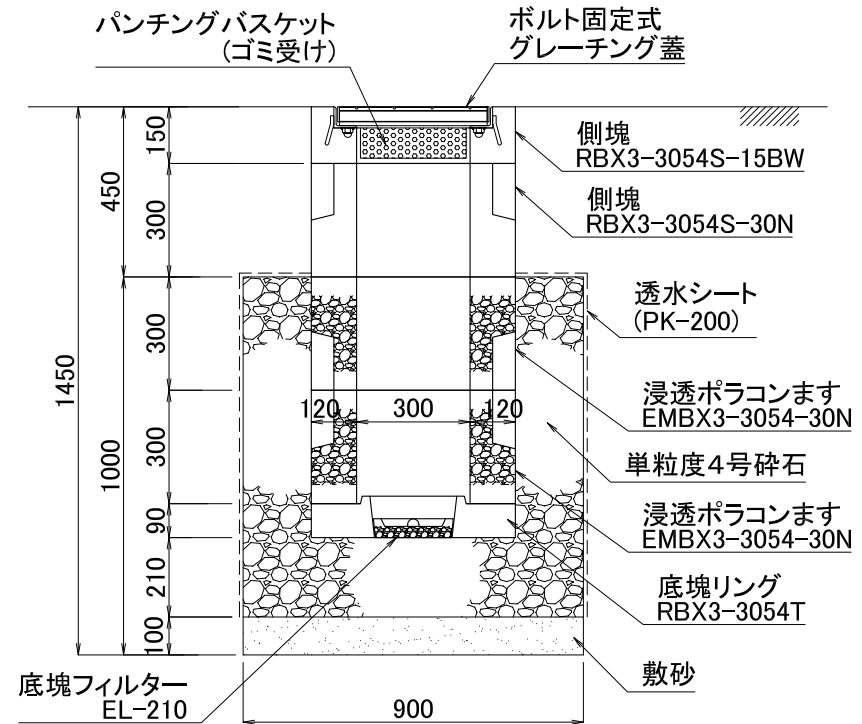 パンチングバスケット
(ゴミ受け)
ボルト固定式
グレーチング蓋
側塊
RBX3-3054S-15BW
側塊
RBX3-3054S-30N
透水シート
(PK-200)
浸透ポラコンます
EMBX3-3054-30N
単粒度4号砕石
浸透ポラコンます
EMBX3-3054-30N
底塊リング
RBX3-3054T
敷砂
底塊フィルター
EL-210
150
450
300
300
1450
1000
300
90
210
100
120
300
120
900